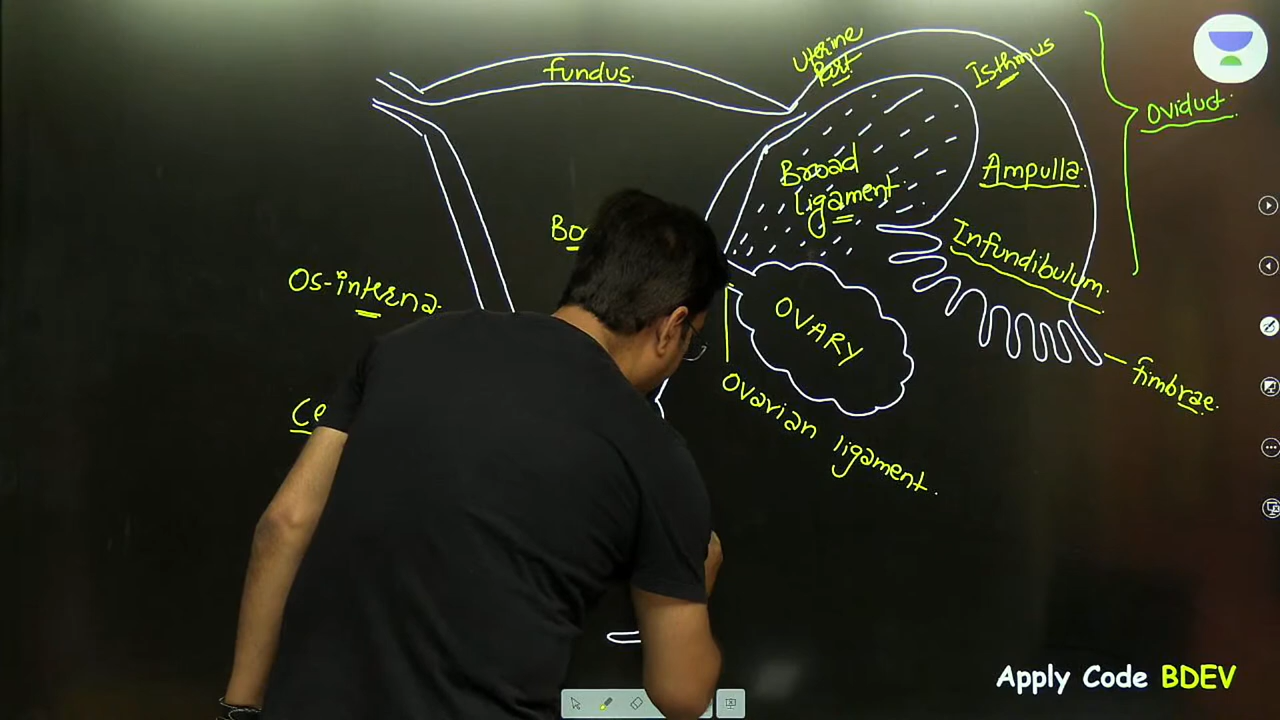 fundus.
Uterine
Part
Isthmus
Oviduct
Broad
ligament
Ampulla
Infundibulum
Os-interna
OVARY
fimbrae.
Ovarian ligament.
Apply Code BDEV